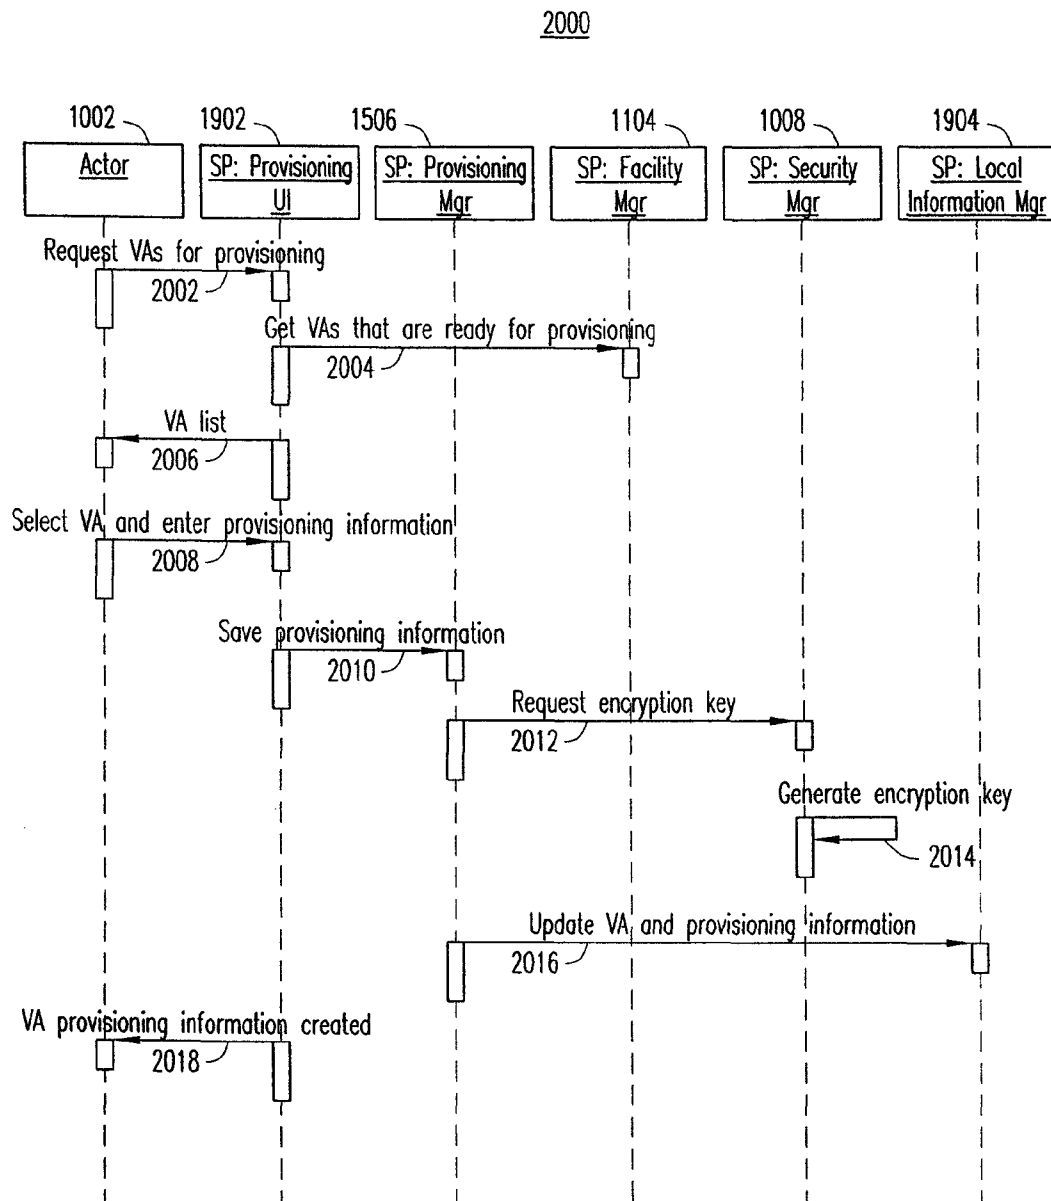 2000
1002
1902
1506
1104
1008
1904
Actor
SP: Provisioning
UI
SP: Provisioning
Mgr
SP: Facility
Mgr
SP: Security
Mgr
SP: Local
Information Mgr
Request VAs for provisioning
2002
Get VAs that are ready for provisioning
2004
VA list
2006
Select VA and enter provisioning information
2008
Save provisioning information
2010
Request encryption key
2012
Generate encryption key
2014
Update VA and provisioning information
2016
VA provisioning information created
2018